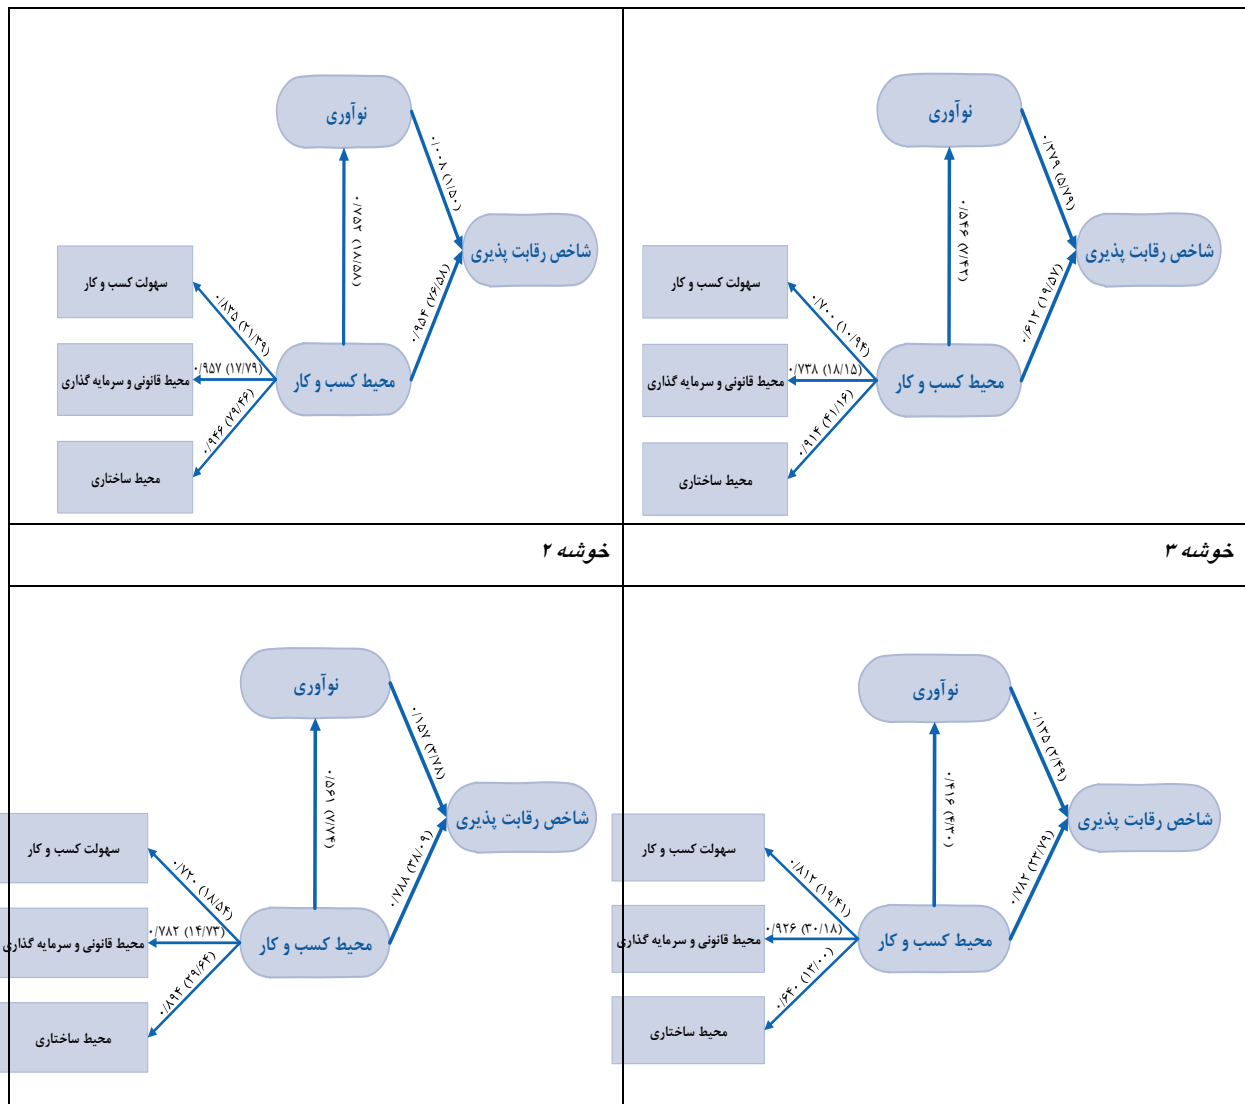 نوآوری
۰/۲۷۹ (۵/۷۹)
شاخص رقابت پذیری
۰/۵۴۶ (۷/۴۲)
۰/۶۱۲ (۱۹/۵۷)
سهولت کسب و کار
۰/۷۰۰ (۱۰/۹۴)
محیط قانونی و سرمایه گذاری
۰/۷۳۸ (۱۸/۱۵)
محیط کسب و کار
۰/۹۱۴ (۴۱/۱۶)
محیط ساختاری
نوآوری
۰/۰۰۸ (۱/۵۰)
شاخص رقابت پذیری
۰/۷۵۲ (۱۸/۵۸)
۰/۹۵۴ (۷۶/۵۸)
سهولت کسب و کار
۰/۸۳۵ (۲۱/۳۹)
محیط قانونی و سرمایه گذاری
۰/۹۵۷ (۱۷/۷۹)
محیط کسب و کار
۰/۹۴۶ (۷۹/۴۶)
محیط ساختاری
خوشه ۳
خوشه ۲
نوآوری
۰/۱۳۵ (۲/۴۹)
شاخص رقابت پذیری
۰/۴۱۶ (۴/۳۰)
۰/۷۸۲ (۲۳/۷۹)
سهولت کسب و کار
۰/۸۱۲ (۱۹/۴۱)
محیط قانونی و سرمایه گذاری
۰/۹۲۶ (۳۰/۱۸)
محیط کسب و کار
۰/۶۴۰ (۱۳/۰۰)
محیط ساختاری
نوآوری
۰/۱۵۷ (۳/۷۸)
شاخص رقابت پذیری
۰/۵۶۱ (۷/۷۴)
۰/۷۸۸ (۳۸/۰۹)
سهولت کسب و کار
۰/۷۲۰ (۱۸/۵۴)
محیط قانونی و سرمایه گذاری
۰/۷۸۲ (۱۴/۷۳)
محیط کسب و کار
۰/۸۹۴ (۲۹/۶۴)
محیط ساختاری